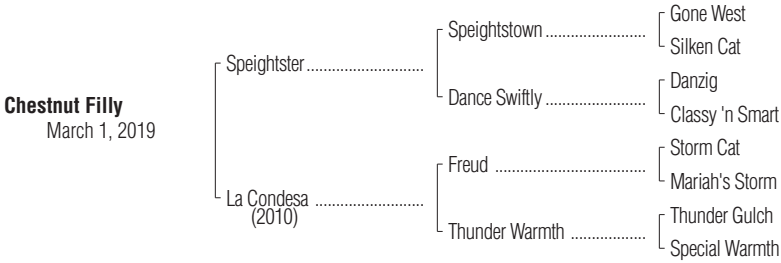 Gone West
Speightstown ......................
Silken Cat
Speightster .........................
Danzig
Dance Swiftly ......................
Classy 'n Smart
Chestnut Filly
March 1, 2019
Storm Cat
Freud .................................
Mariah's Storm
La Condesa .......................
(2010)
Thunder Gulch
Thunder Warmth ................
Special Warmth